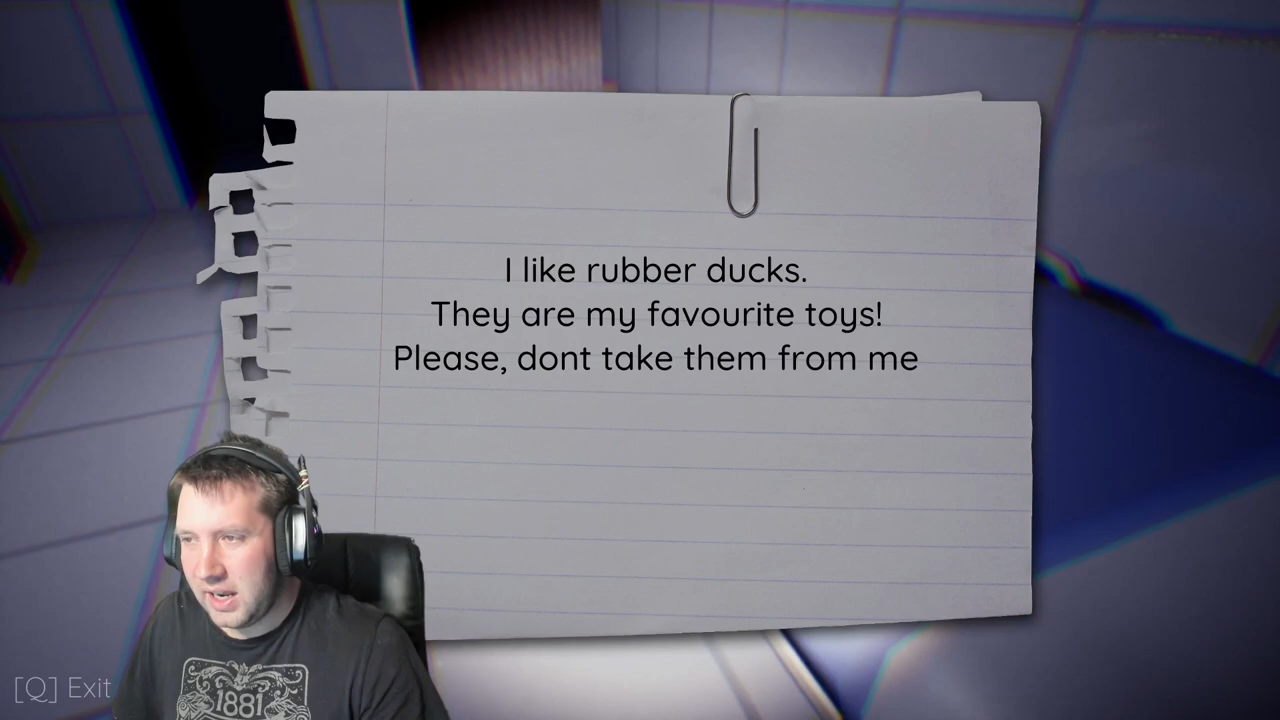 I like rubber ducks.
They are my favourite toys!
Please, dont take them from me
1881
[Q] Exit